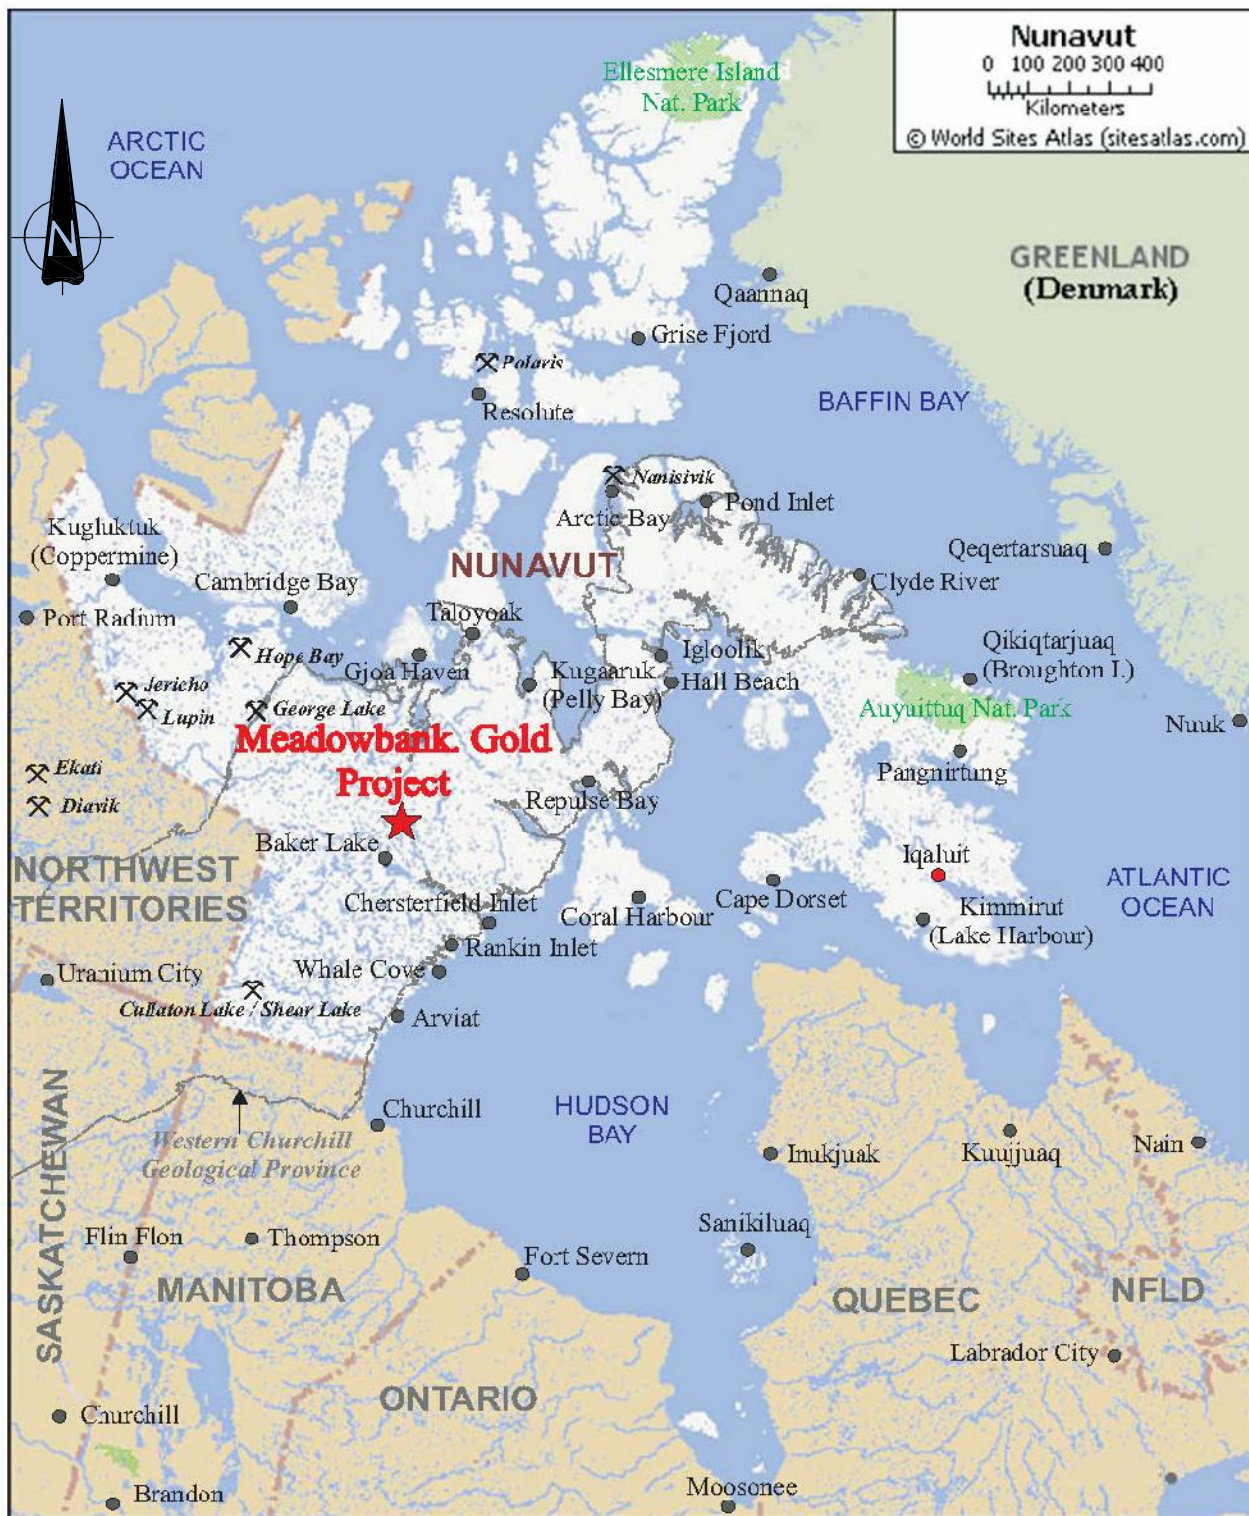 Nunavut
0 100 200 300 400
Kilometers
© World Sites Atlas (sitesatlas.com)
Ellesmere Island
Nat. Park
ARCTIC
OCEAN
N
GREENLAND
(Denmark)
Qaannaq
Grise Fjord
Polaris
Resolute
BAFFIN BAY
Nanisivik
Arctic Bay
Pond Inlet
Kugluktuk
(Coppermine)
NUNAVUT
Qeqertarsuaq
Clyde River
Cambridge Bay
Taloyoak
Port Radium
Hope Bay
Gjoa Haven
Kugaaruk
(Pelly Bay)
Igloolik
Hall Beach
Qikiqtarjuaq
(Broughton I.)
Jericho
Lupin
George Lake
Auyuittuq Nat. Park
Nuuk
Meadowbank. Gold
Project
Ekati
Diavik
Repulse Bay
Pangnirtung
Baker Lake
NORTHWEST
TERRITORIES
Iqaluit
ATLANTIC
OCEAN
Chersterfield Inlet
Coral Harbour
Cape Dorset
Kimmirut
(Lake Harbour)
Rankin Inlet
Whale Cove
Uranium City
Cullaton Lake / Shear Lake
Arviat
SASKATCHEWAN
Churchill
HUDSON
BAY
Western Churchill
Geological Province
Inukjuak
Kuujjuaq
Nain
Sanikiluaq
Flin Flon
Thompson
Fort Severn
MANITOBA
QUEBEC
NFLD
Labrador City
ONTARIO
Churchill
Brandon
Moosonee